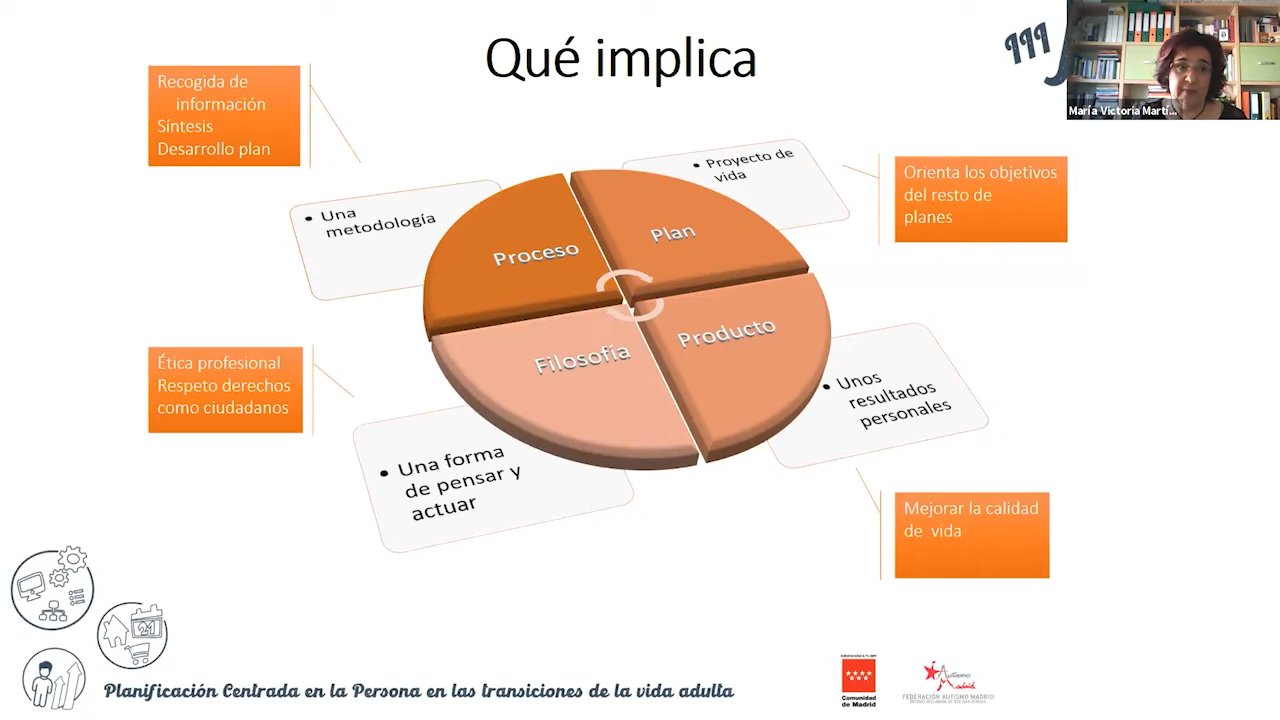 Qué implica
María Victoria Martí...
Recogida de
información
Síntesis
Desarrollo plan
Una
metodología
Proceso
Plan
Proyecto de
vida
Orienta los objetivos
del resto de
planes
Ética profesional
Respeto derechos
como ciudadanos
Filosofía
Producto
Una forma
de pensar y
actuar
Unos
resultados
personales
Mejorar la calidad
de vida
21
Planificación Centrada en la Persona en las transiciones de la vida adulta
Comunidad
de Madrid
Autismo
Madrid
FEDERACIÓN AUTISMO MADRID